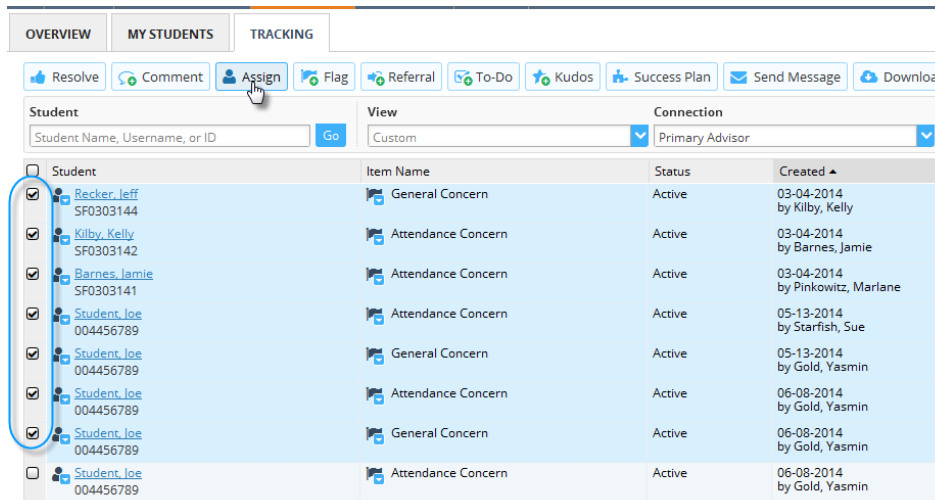 OVERVIEW MY STUDENTS TRACKING
Resolve Comment Assign Flag Referral To-Do Kudos Success Plan Send Message Downloa
Student View Connection
Student Name, Username, or ID Go Custom Primary Advisor
Student Item Name Status Created
Recker, Jeff General Concern Active 03-04-2014
SF0303144 by Kilby, Kelly
Kilby, Kelly Attendance Concern Active 03-04-2014
SF0303142 by Barnes, Jamie
Barnes, Jamie Attendance Concern Active 03-04-2014
SF0303141 by Pinkowitz, Marlane
Student, Joe Attendance Concern Active 05-13-2014
004456789 by Starfish, Sue
Student, Joe General Concern Active 05-13-2014
004456789 by Gold, Yasmin
Student, Joe Attendance Concern Active 06-08-2014
004456789 by Gold, Yasmin
Student, Joe General Concern Active 06-08-2014
004456789 by Gold, Yasmin
Student, Joe Attendance Concern Active 06-08-2014
004456789 by Gold, Yasmin